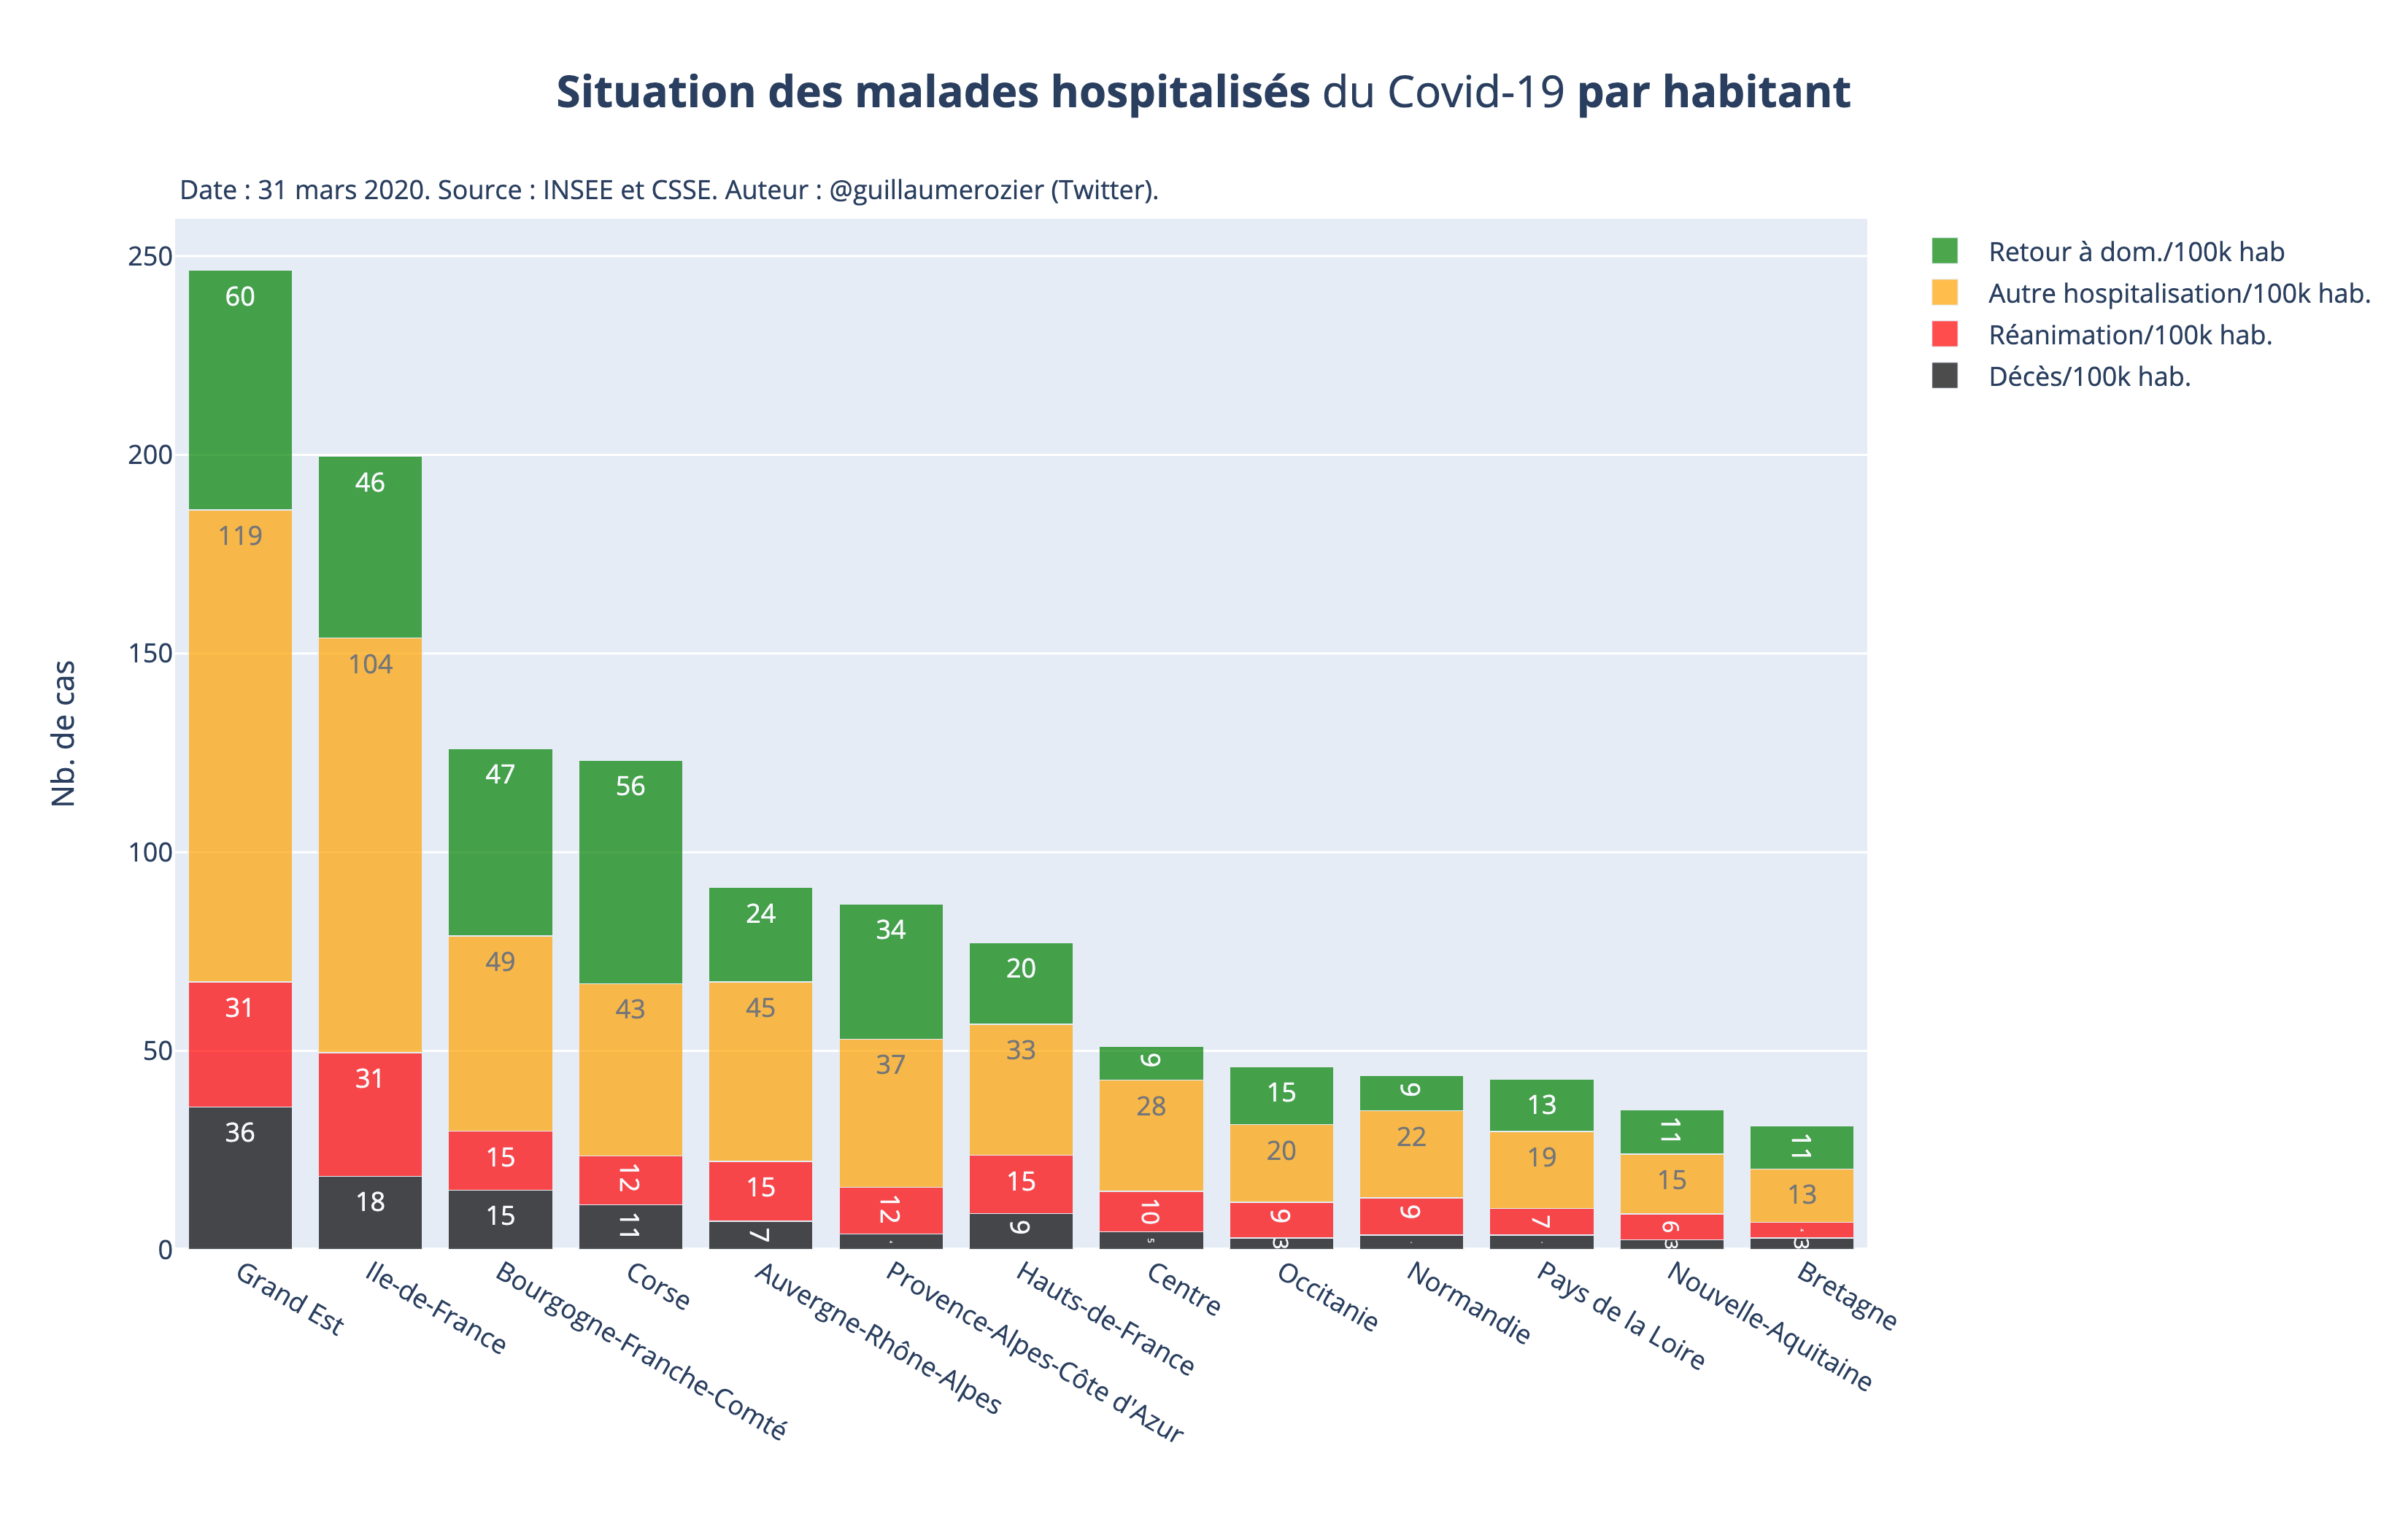 Situation des malades hospitalisés du Covid-19 par habitant
Date : 31 mars 2020. Source : INSEE et CSSE. Auteur : @guillaumerozier (Twitter).
Retour à dom./100k hab
Autre hospitalisation/100k hab.
Réanimation/100k hab.
Décès/100k hab.
Nb. de cas
250
200
150
100
50
0
60
119
31
36
46
104
31
18
47
49
15
15
56
43
12
11
24
45
15
7
34
37
12
20
33
15
9
9
28
10
5
15
20
9
3
9
22
9
13
19
7
11
15
6
3
11
13
4
3
Grand Est
Ile-de-France
Bourgogne-Franche-Comté
Corse
Auvergne-Rhône-Alpes
Provence-Alpes-Côte d'Azur
Hauts-de-France
Centre
Occitanie
Normandie
Pays de la Loire
Nouvelle-Aquitaine
Bretagne